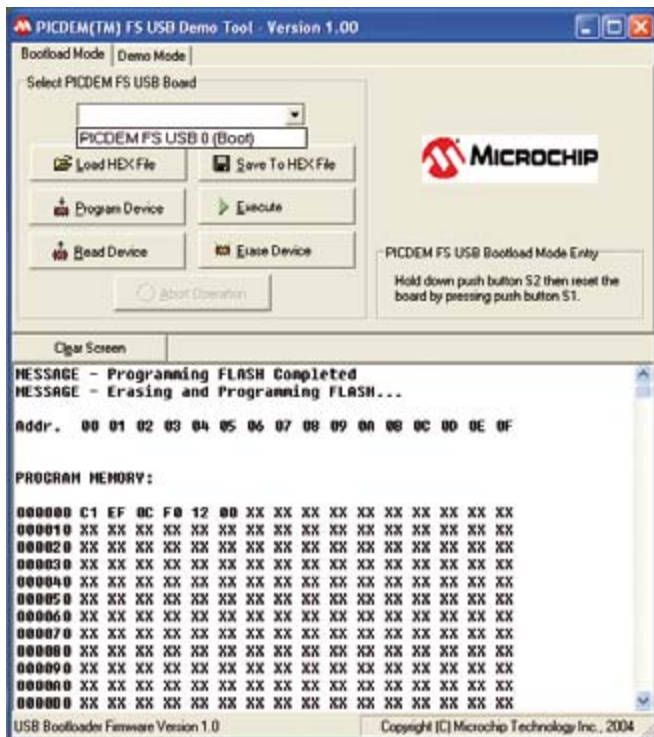 PICDEM(TM) FS USB Demo Tool - Version 1.00
Bootload Mode Demo Mode
Select PICDEM FS USB Board
PICDEM FS USB 0 (Boot)
Load HEX File Save To HEX File
Program Device Execute
Read Device Erase Device
Abort Operation
MICROCHIP
PICDEM FS USB Bootload Mode Entry
Hold down push button S2 then reset the
board by pressing push button S1.
Clear Screen
MESSAGE - Programming FLASH Completed
MESSAGE - Erasing and Programming FLASH...
Addr. 00 01 02 03 04 05 06 07 08 09 0A 0B 0C 0D 0E 0F
PROGRAM MEMORY:
000000 C1 EF 0C F0 12 00 XX XX XX XX XX XX XX XX XX XX
000010 XX XX XX XX XX XX XX XX XX XX XX XX XX XX XX XX
000020 XX XX XX XX XX XX XX XX XX XX XX XX XX XX XX XX
000030 XX XX XX XX XX XX XX XX XX XX XX XX XX XX XX XX
000040 XX XX XX XX XX XX XX XX XX XX XX XX XX XX XX XX
000050 XX XX XX XX XX XX XX XX XX XX XX XX XX XX XX XX
000060 XX XX XX XX XX XX XX XX XX XX XX XX XX XX XX XX
000070 XX XX XX XX XX XX XX XX XX XX XX XX XX XX XX XX
000080 XX XX XX XX XX XX XX XX XX XX XX XX XX XX XX XX
000090 XX XX XX XX XX XX XX XX XX XX XX XX XX XX XX XX
0000A0 XX XX XX XX XX XX XX XX XX XX XX XX XX XX XX XX
0000B0 XX XX XX XX XX XX XX XX XX XX XX XX XX XX XX XX
USB Bootloader Firmware Version 1.0 Copyright (C) Microchip Technology Inc., 2004